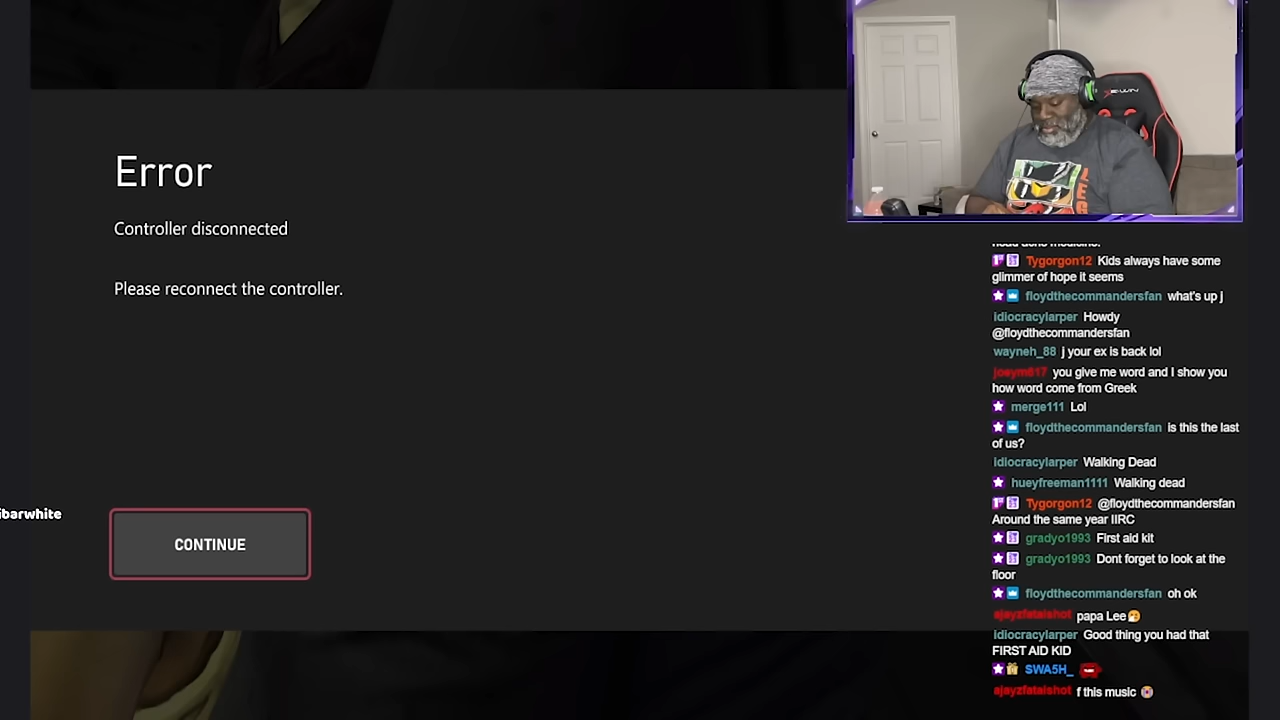 Error
Controller disconnected
Please reconnect the controller.
CONTINUE
ibarwhite
Tygorgon12 Kids always have some
glimmer of hope it seems
floydthecommandersfan what's up j
idiocracylarper Howdy
@floydthecommandersfan
wayneh_88 j your ex is back lol
joeym817 you give me word and I show you
how word come from Greek
merge111 Lol
floydthecommandersfan is this the last
of us?
idiocracylarper Walking Dead
hueyfreeman1111 Walking dead
Tygorgon12 @floydthecommandersfan
Around the same year IIRC
gradyo1993 First aid kit
gradyo1993 Dont forget to look at the
floor
floydthecommandersfan oh ok
ajayzfatalshot papa Lee
idiocracylarper Good thing you had that
FIRST AID KID
SWA5H_
ajayzfatalshot f this music